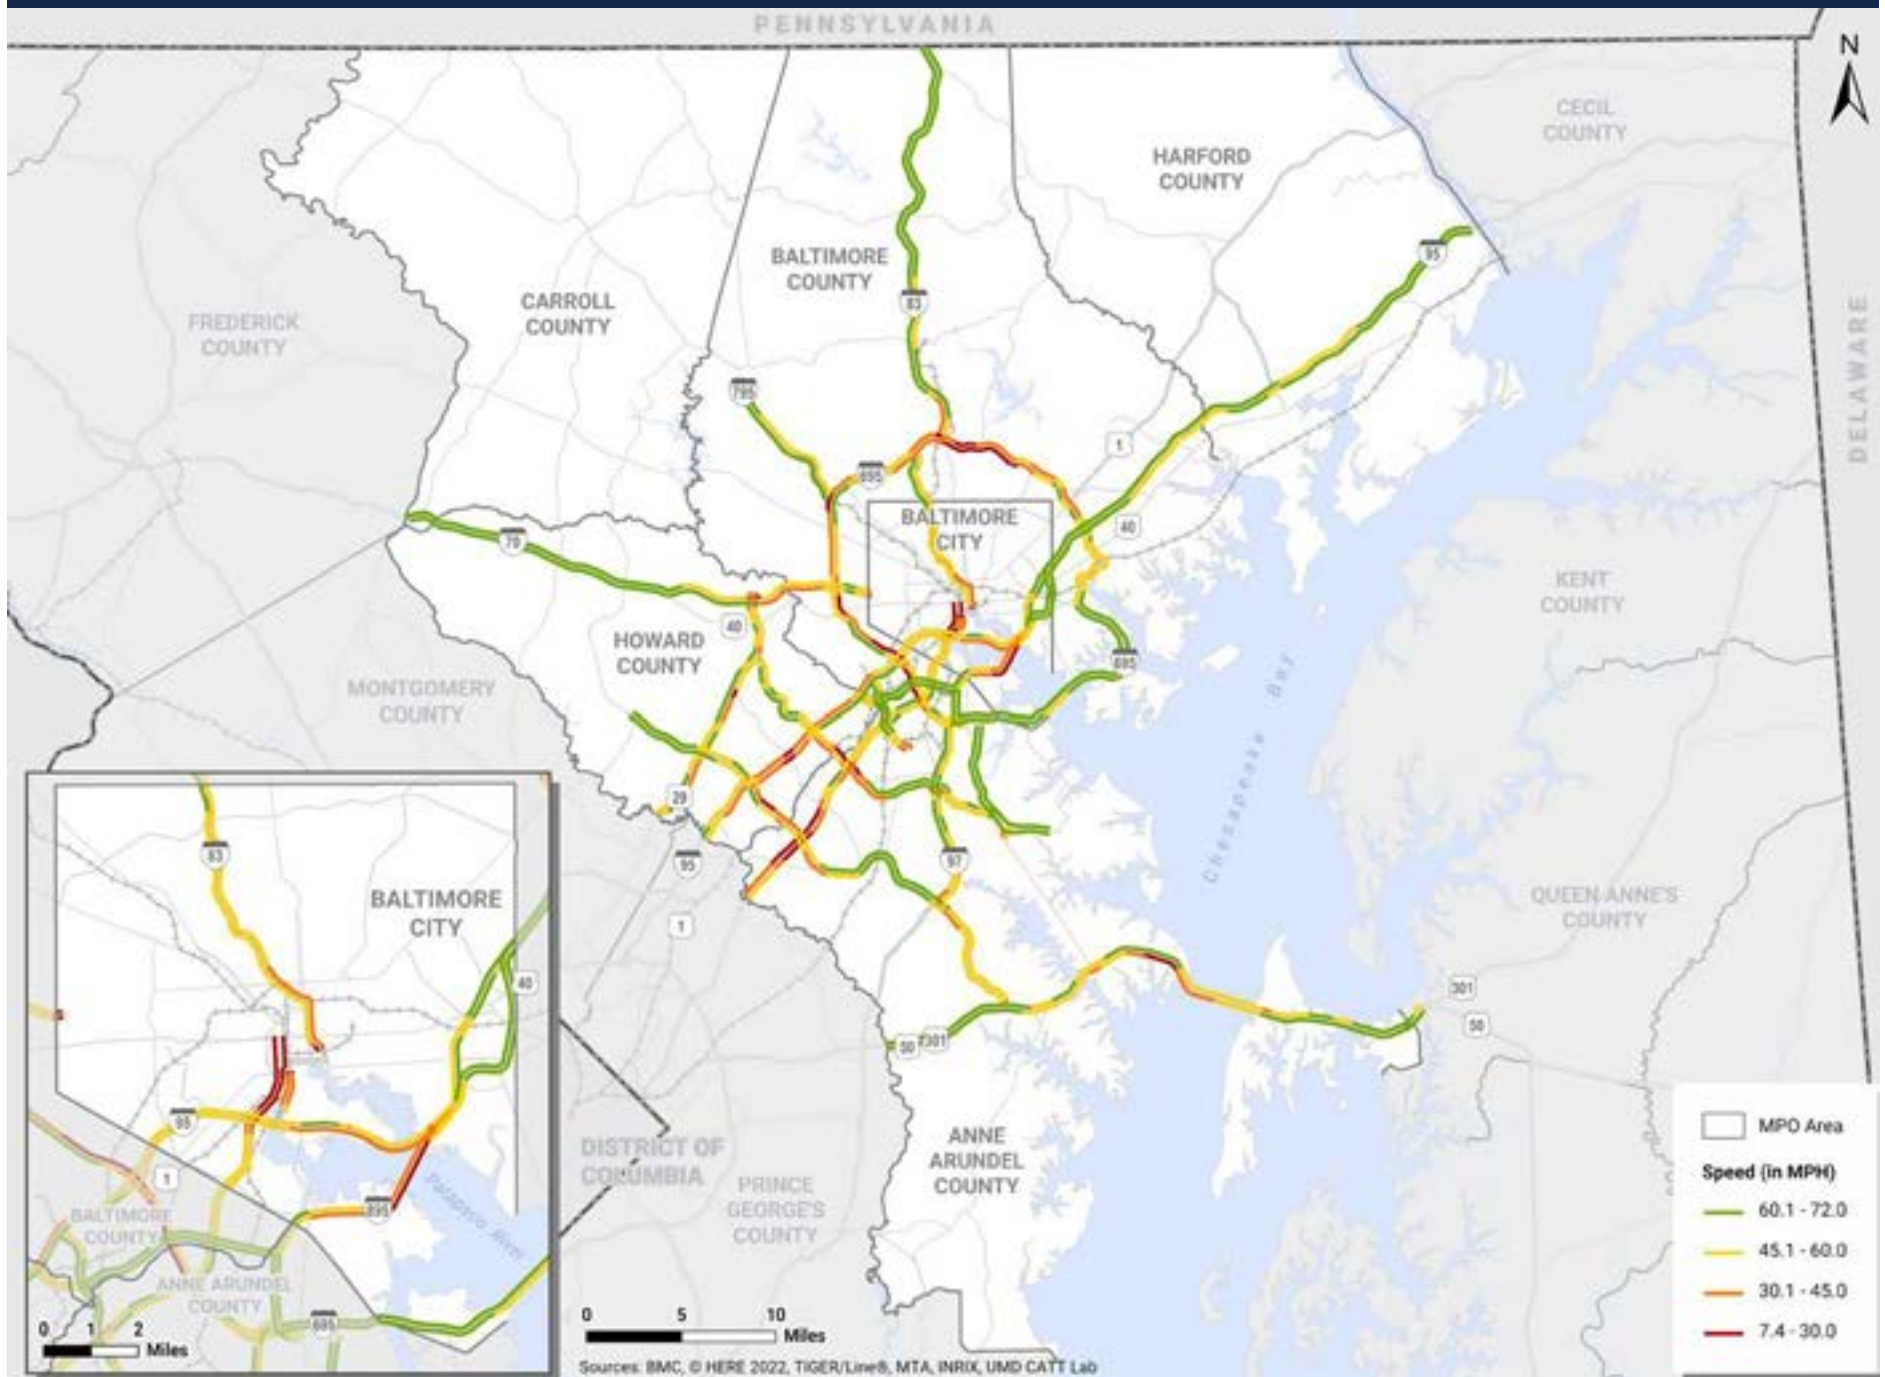 PENNSYLVANIA
N
CECIL
COUNTY
HARFORD
COUNTY
95
BALTIMORE
COUNTY
83
CARROLL
COUNTY
FREDERICK
COUNTY
DELAWARE
795
1
695
BALTIMORE
CITY
40
70
KENT
COUNTY
40
HOWARD
COUNTY
695
MONTGOMERY
COUNTY
Chesapeake Bay
29
95
97
1
QUEEN ANNE'S
COUNTY
301
50
50
301
ANNE
ARUNDEL
COUNTY
DISTRICT OF
COLUMBIA
PRINCE
GEORGE'S
COUNTY
83
BALTIMORE
CITY
40
95
1
895
Patapsco River
BALTIMORE
COUNTY
ANNE ARUNDEL
COUNTY
695
0 1 2
Miles
0 5 10
Miles
Sources: BMC, © HERE 2022, TIGER/Line®, MTA, INRIX, UMD CATT Lab
MPO Area
Speed (in MPH)
60.1 - 72.0
45.1 - 60.0
30.1 - 45.0
7.4 - 30.0